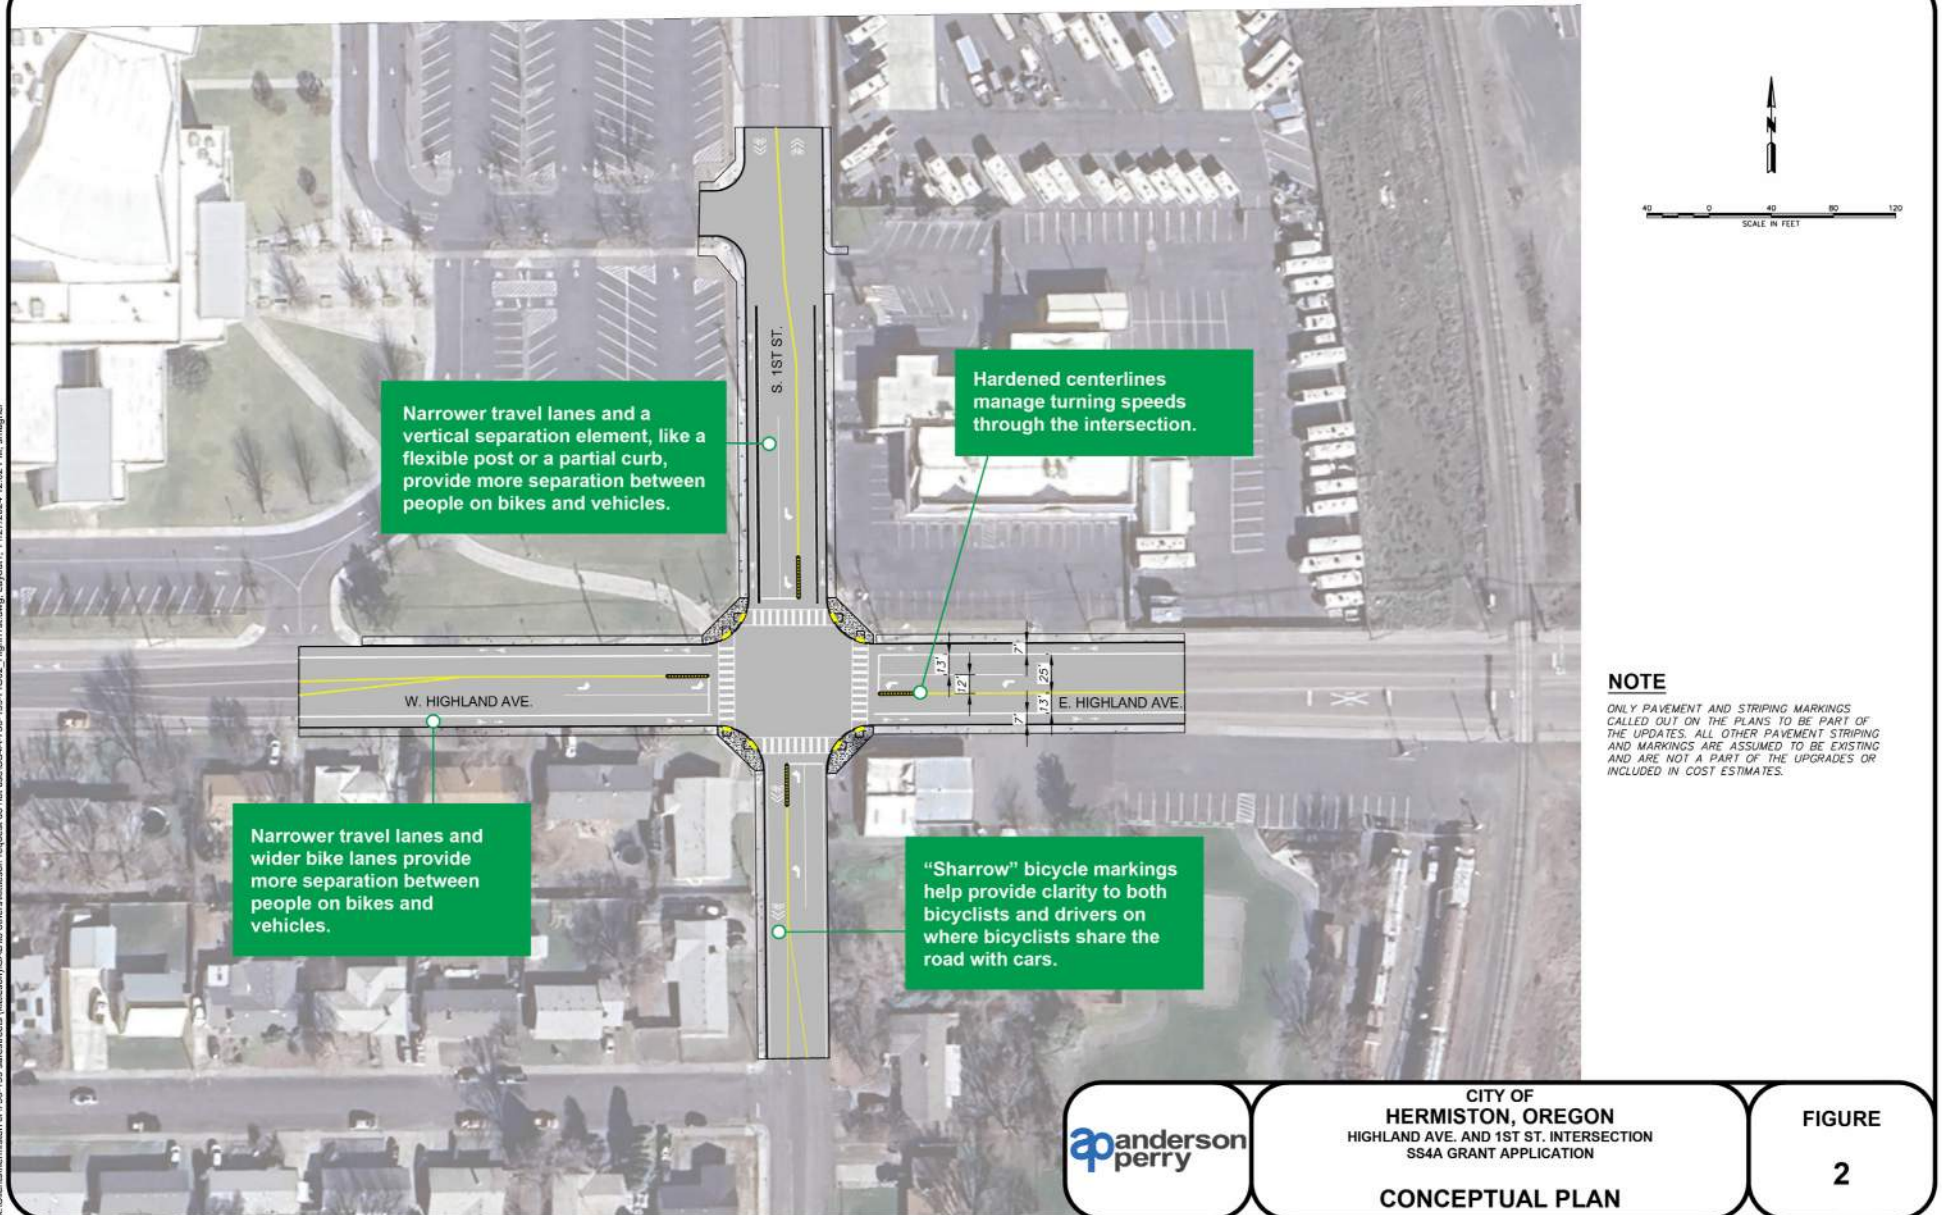 40
0
40
80
120
SCALE IN FEET
N
S. 1ST ST.
Narrower travel lanes and a
vertical separation element, like a
flexible post or a partial curb,
provide more separation between
people on bikes and vehicles.
Hardened centerlines
manage turning speeds
through the intersection.
W. HIGHLAND AVE.
E. HIGHLAND AVE.
13'
12'
7'
25'
13'
7'
Narrower travel lanes and
wider bike lanes provide
more separation between
people on bikes and
vehicles.
“Sharrow” bicycle markings
help provide clarity to both
bicyclists and drivers on
where bicyclists share the
road with cars.
NOTE
ONLY PAVEMENT AND STRIPING MARKINGS
CALLED OUT ON THE PLANS TO BE PART OF
THE UPDATES. ALL OTHER PAVEMENT STRIPING
AND MARKINGS ARE ASSUMED TO BE EXISTING
AND ARE NOT A PART OF THE UPGRADES OR
INCLUDED IN COST ESTIMATES.
ap anderson
perry
CITY OF
HERMISTON, OREGON
HIGHLAND AVE. AND 1ST ST. INTERSECTION
SS4A GRANT APPLICATION
CONCEPTUAL PLAN
FIGURE
2